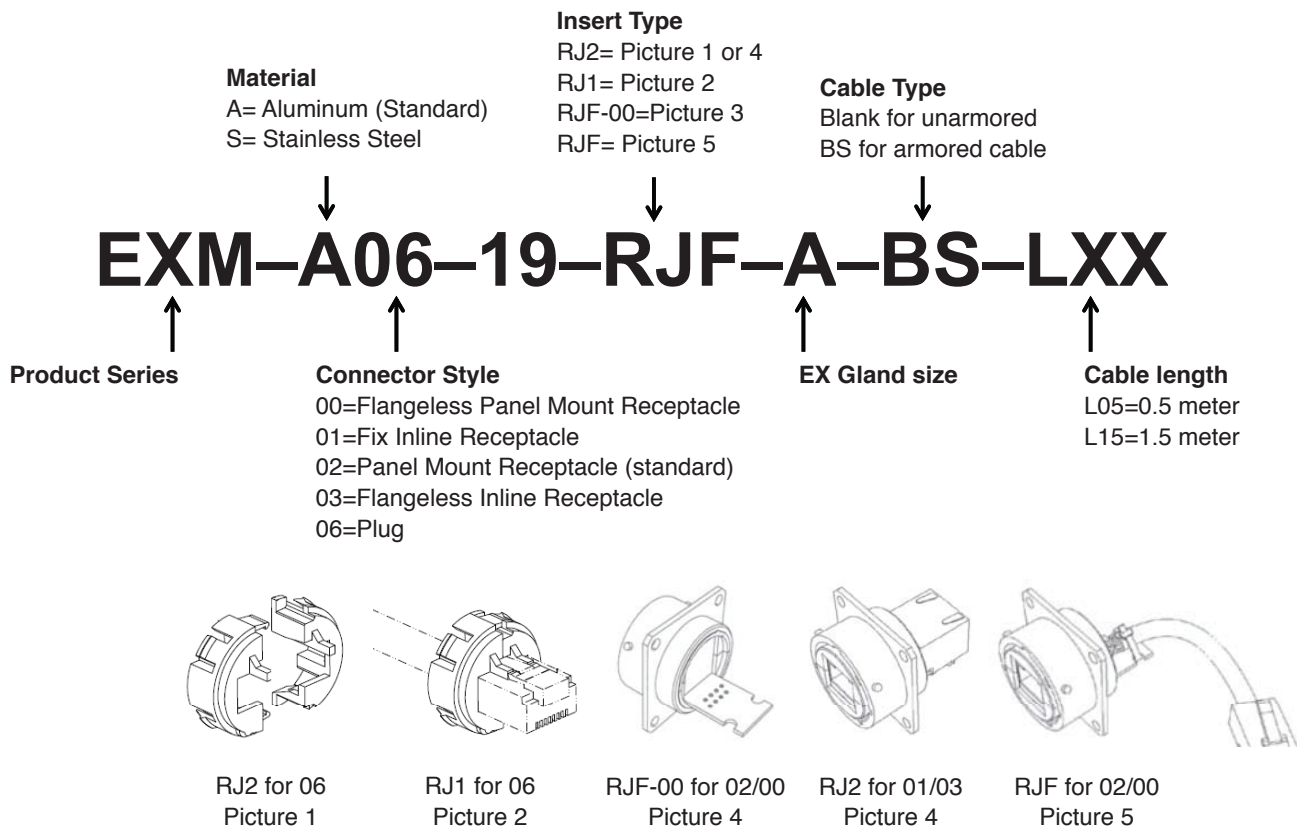 Insert Type
RJ2= Picture 1 or 4
RJ1= Picture 2
RJF-00=Picture 3
RJF= Picture 5
Material
A= Aluminum (Standard)
S= Stainless Steel
Cable Type
Blank for unarmored
BS for armored cable
EXM–A06–19–RJF–A–BS–LXX
Product Series
Connector Style
00=Flangeless Panel Mount Receptacle
01=Fix Inline Receptacle
02=Panel Mount Receptacle (standard)
03=Flangeless Inline Receptacle
06=Plug
EX Gland size
Cable length
L05=0.5 meter
L15=1.5 meter
RJ2 for 06
Picture 1
RJ1 for 06
Picture 2
RJF-00 for 02/00
Picture 4
RJ2 for 01/03
Picture 4
RJF for 02/00
Picture 5